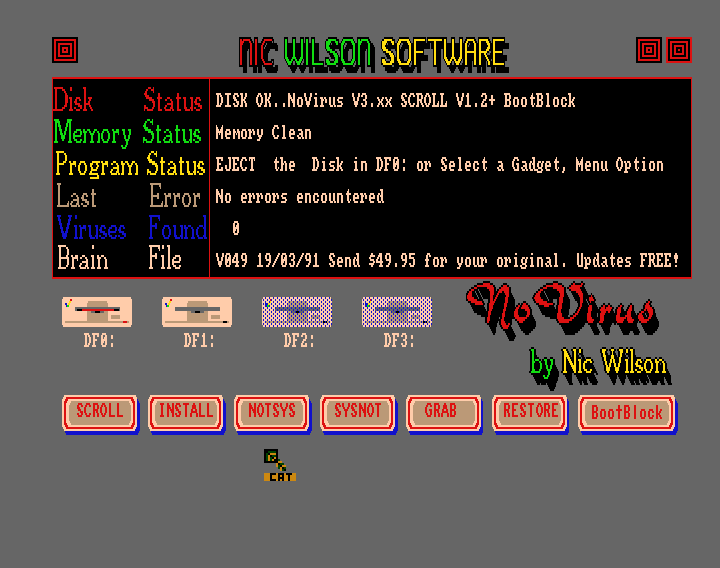 NIC WILSON SOFTWARE
Disk Status DISK OK..NoVirus V3.xx SCROLL V1.2+ BootBlock
Memory Status Memory Clean
Program Status EJECT the Disk in DF0: or Select a Gadget, Menu Option
Last Error No errors encountered
Viruses Found 0
Brain File V049 19/03/91 Send $49.95 for your original. Updates FREE!
NoVirus
DF0: DF1: DF2: DF3:
by Nic Wilson
SCROLL INSTALL NOTSYS SYSNOT GRAB RESTORE BootBlock
CAT